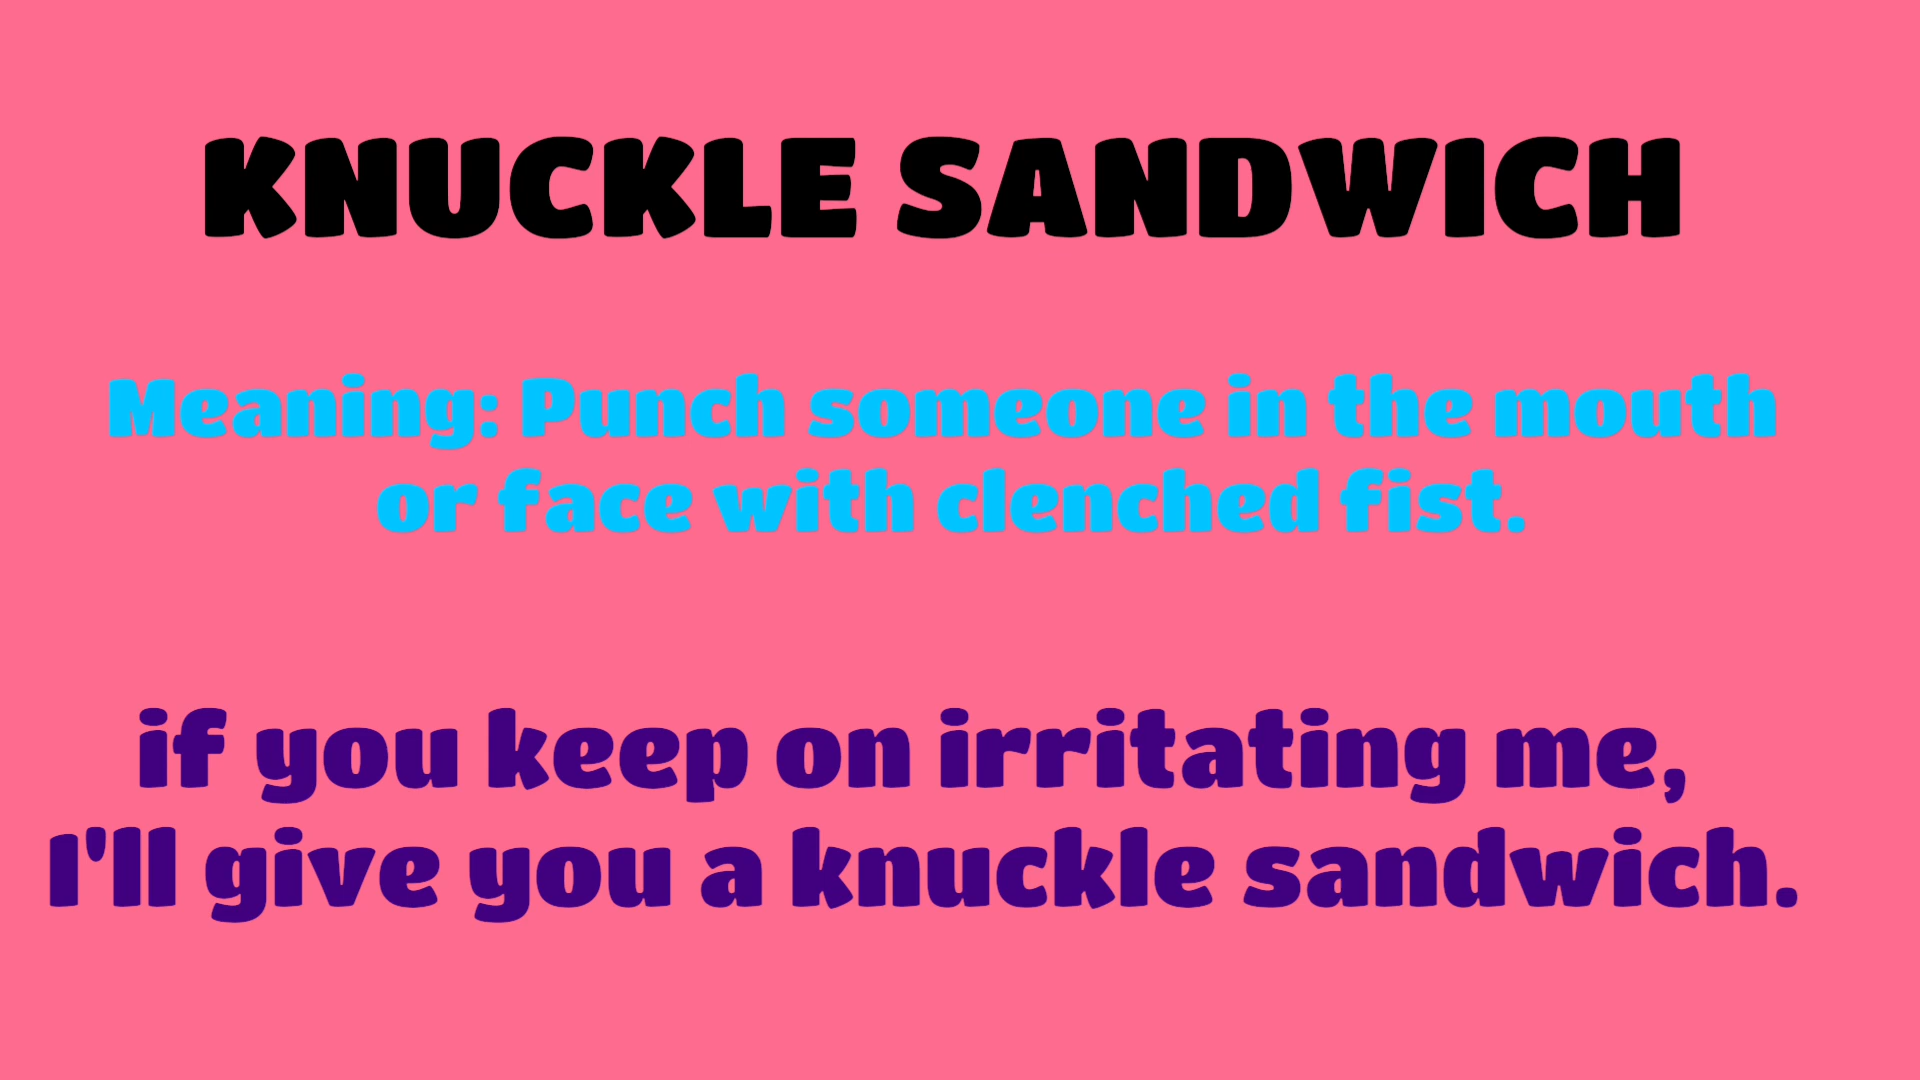 KNUCKLE SANDWICH
Meaning: Punch someone in the mouth
or face with clenched fist.
if you keep on irritating me,
I'll give you a knuckle sandwich.